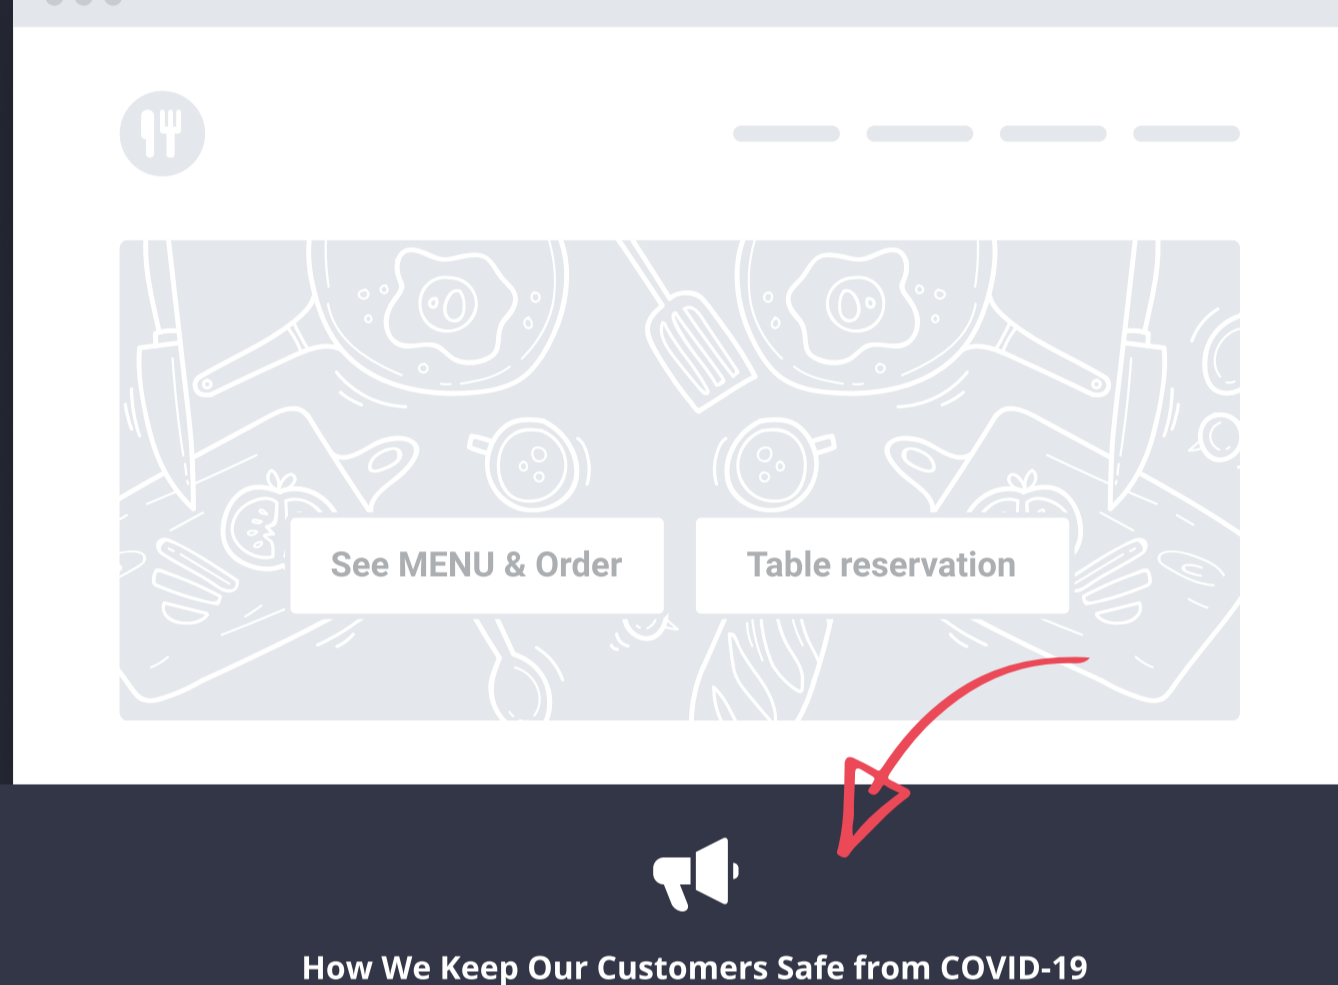 See MENU & Order
Table reservation
How We Keep Our Customers Safe from COVID-19